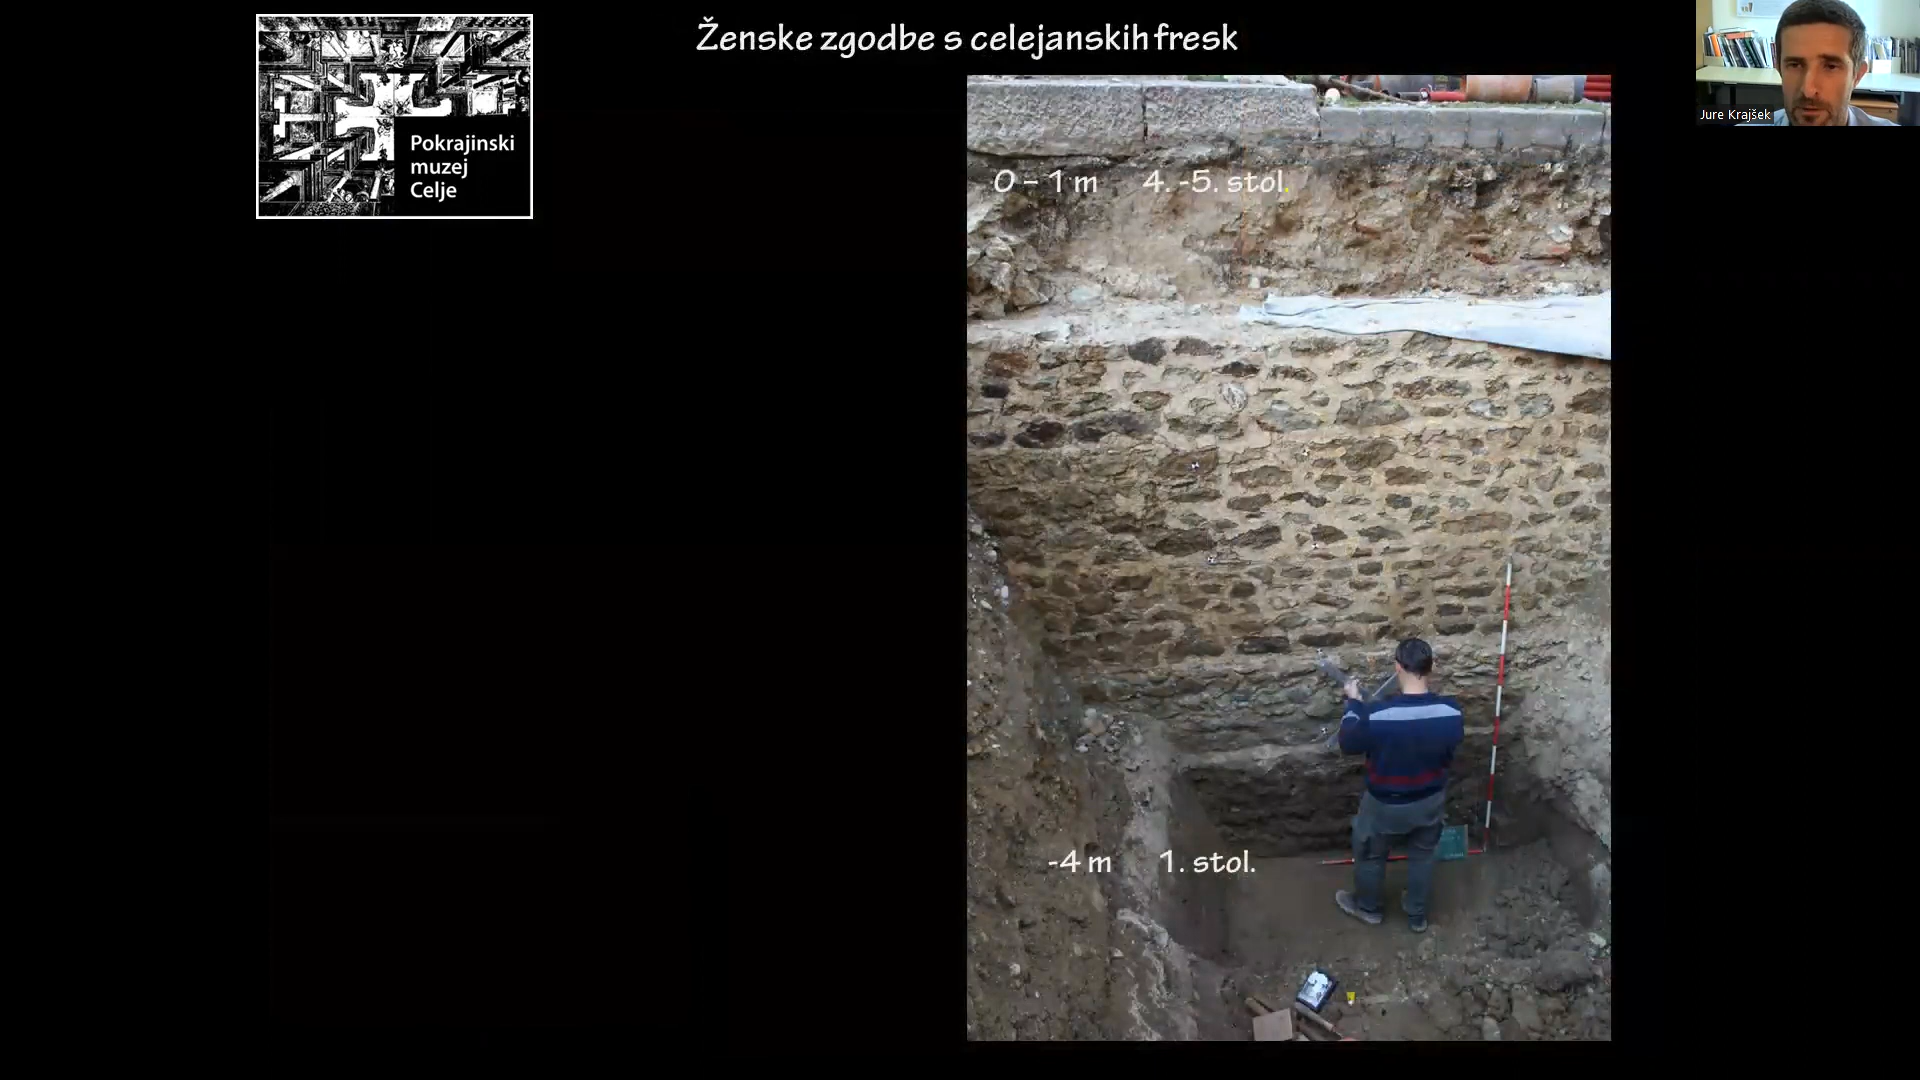 Ženske zgodbe s celejanskih fresk
Pokrajinski
muzej
Celje
Jure Krajšek
0 – 1 m 4. -5. stol.
-4 m 1. stol.